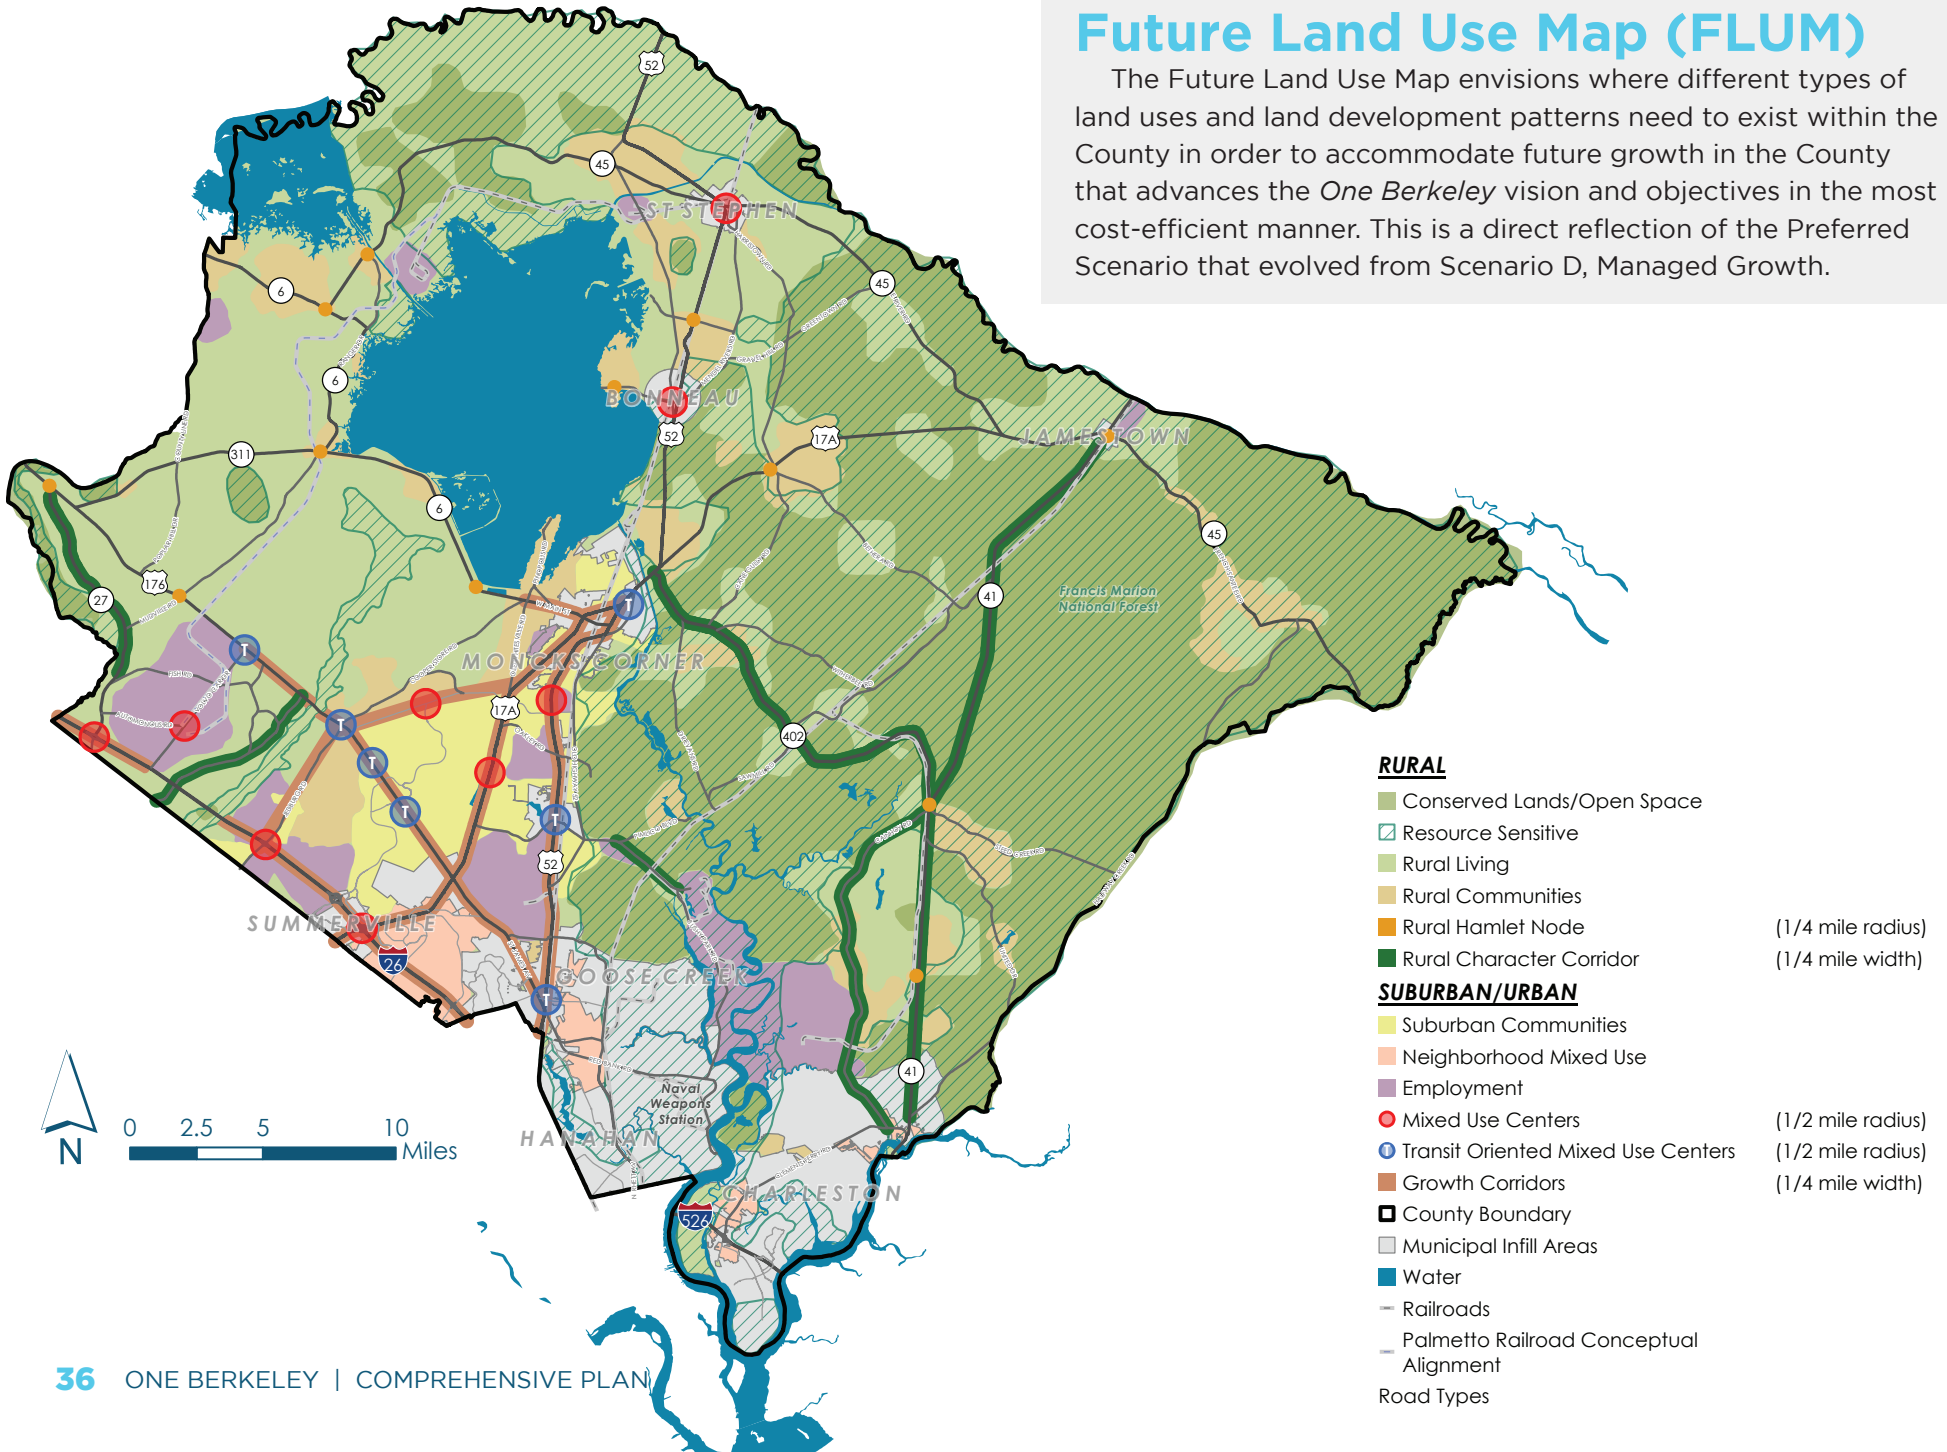 Future Land Use Map (FLUM)
The Future Land Use Map envisions where different types of
land uses and land development patterns need to exist within the
County in order to accommodate future growth in the County
that advances the One Berkeley vision and objectives in the most
cost-efficient manner. This is a direct reflection of the Preferred
Scenario that evolved from Scenario D, Managed Growth.
52
45
ST STEPHEN
6
45
6
BONNEAU
52
17A
JAMESTOWN
311
6
45
176
27
41
Francis Marion
National Forest
MONCKS CORNER
T
T
T
T
T
T
T
17A
402
52
SUMMERVILLE
26
GOOSE CREEK
41
Naval
Weapons
Station
HANAHAN
CHARLESTON
526
N
0 2.5 5 10
Miles
RURAL
Conserved Lands/Open Space
Resource Sensitive
Rural Living
Rural Communities
Rural Hamlet Node (1/4 mile radius)
Rural Character Corridor (1/4 mile width)
SUBURBAN/URBAN
Suburban Communities
Neighborhood Mixed Use
Employment
Mixed Use Centers (1/2 mile radius)
T Transit Oriented Mixed Use Centers (1/2 mile radius)
Growth Corridors (1/4 mile width)
County Boundary
Municipal Infill Areas
Water
Railroads
Palmetto Railroad Conceptual
Alignment
Road Types
36 ONE BERKELEY | COMPREHENSIVE PLAN